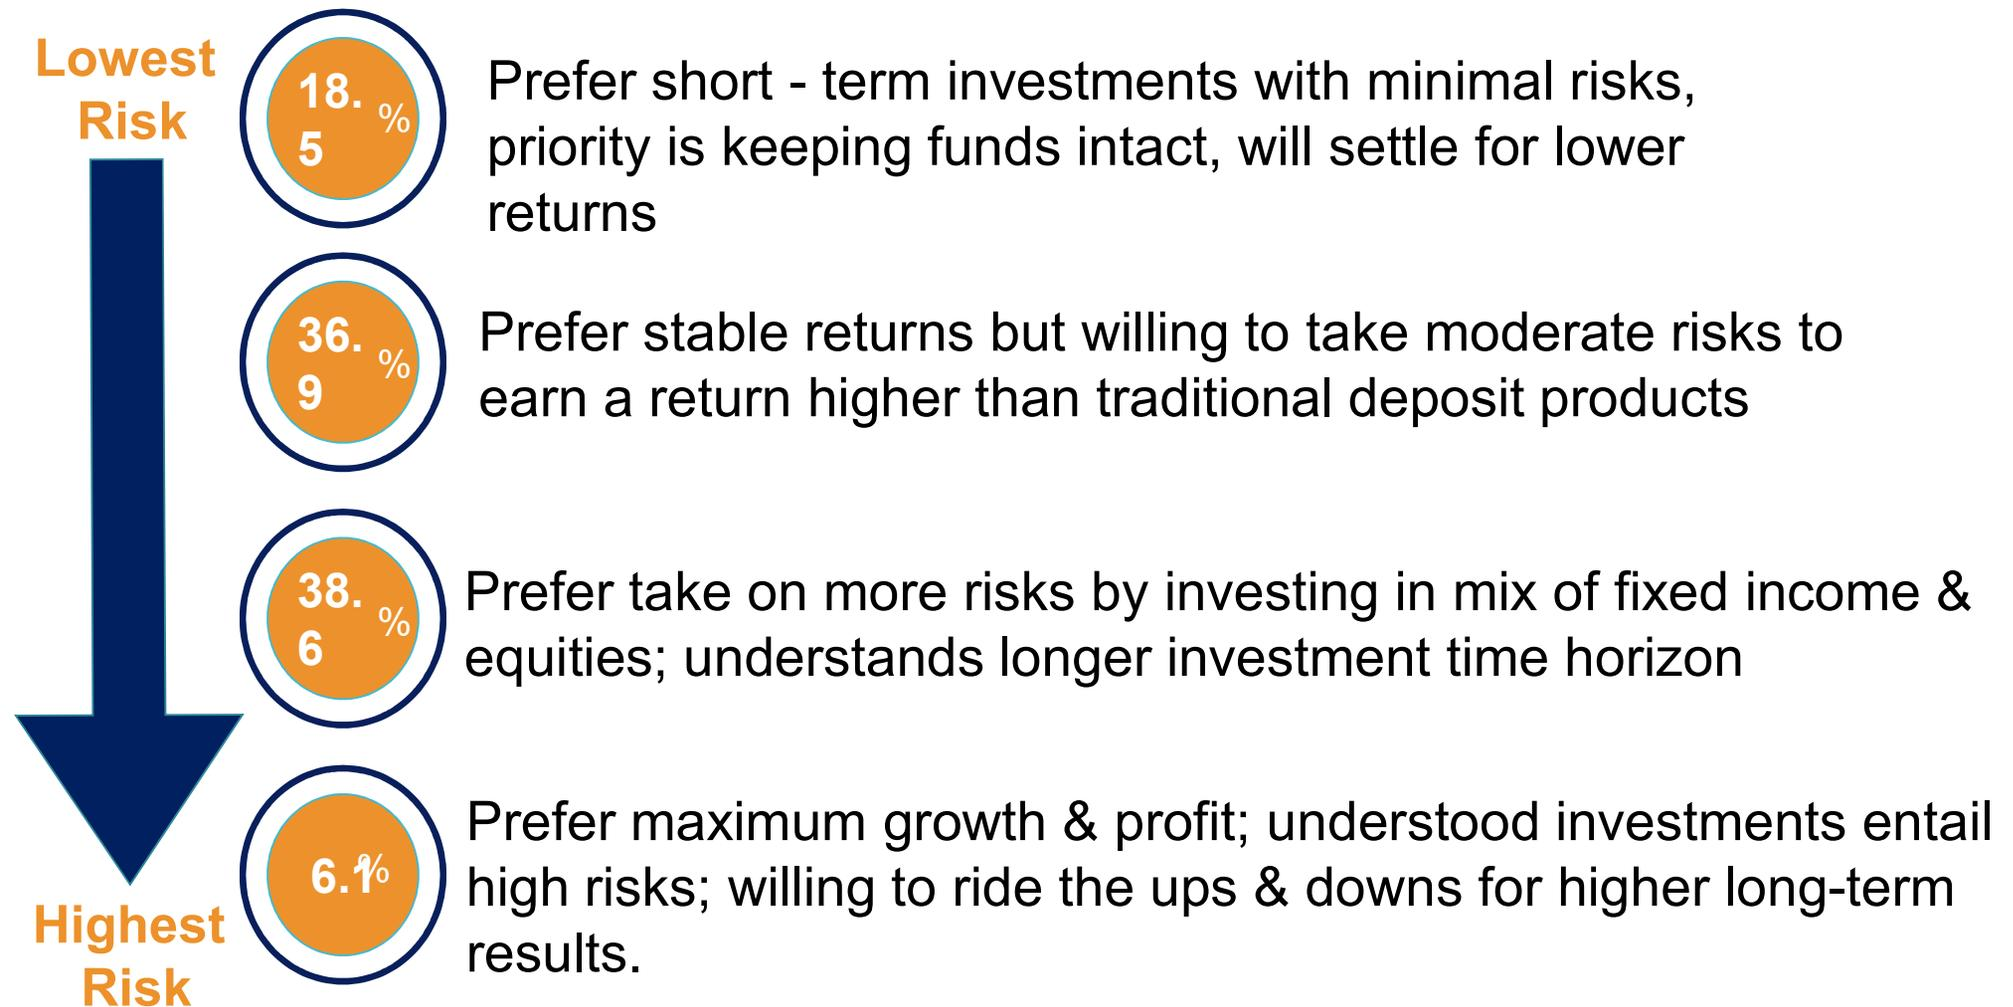 Lowest
Risk
18.
5
%
Prefer short - term investments with minimal risks,
priority is keeping funds intact, will settle for lower
returns
36.
9
%
Prefer stable returns but willing to take moderate risks to
earn a return higher than traditional deposit products
38.
6
%
Prefer take on more risks by investing in mix of fixed income &
equities; understands longer investment time horizon
6.1
%
Prefer maximum growth & profit; understood investments entail
high risks; willing to ride the ups & downs for higher long-term
results.
Highest
Risk